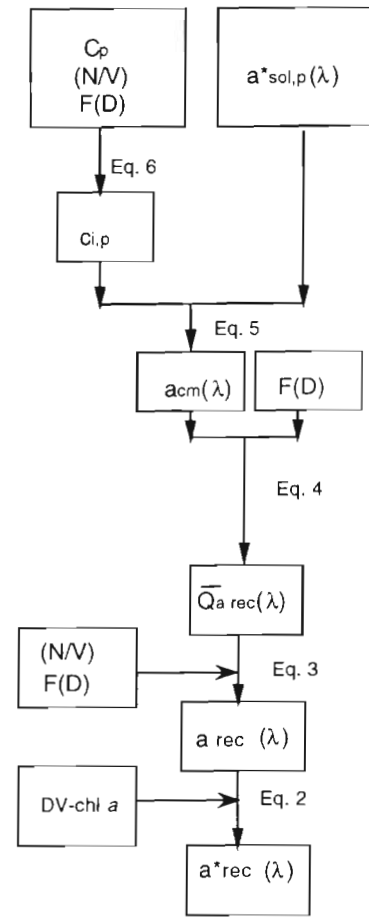 Cp
(N/V)
F(D)
a*sol,p(λ)
Eq. 6
ci,p
Eq. 5
acm(λ)
F(D)
Eq. 4
Q̅a rec(λ)
(N/V)
F(D)
Eq. 3
a rec (λ)
DV-chl a
Eq. 2
a*rec (λ)